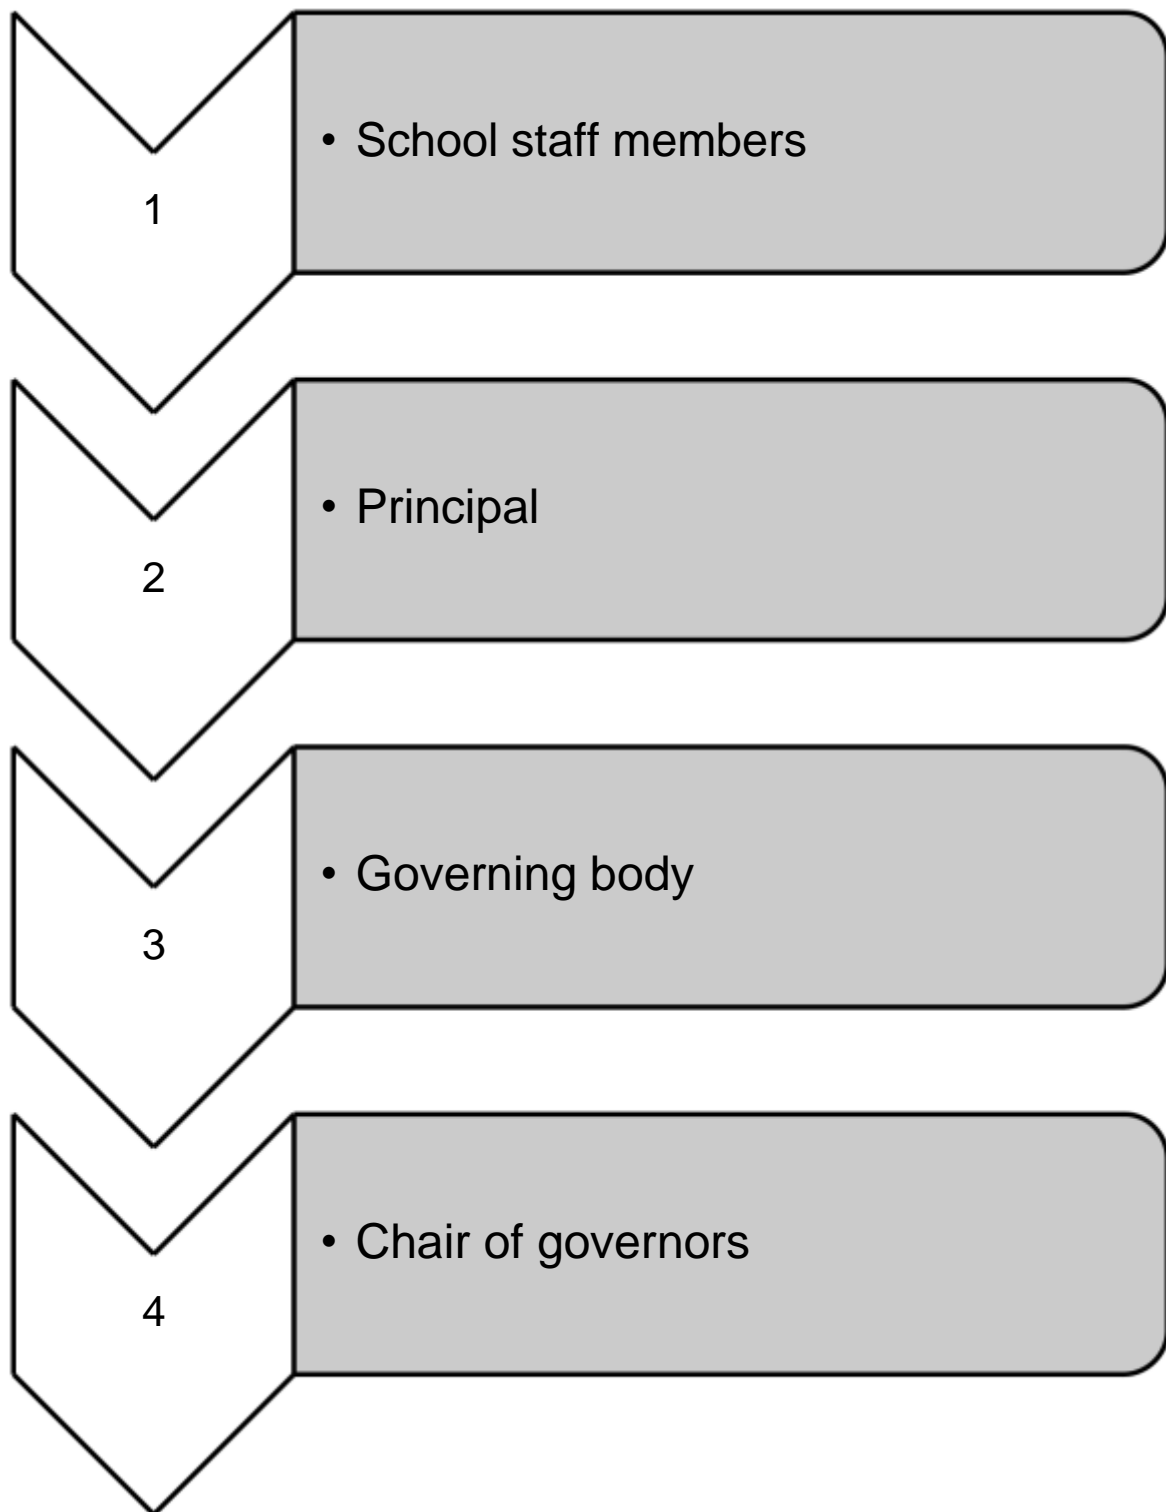 1
• School staff members
2
• Principal
3
• Governing body
4
• Chair of governors